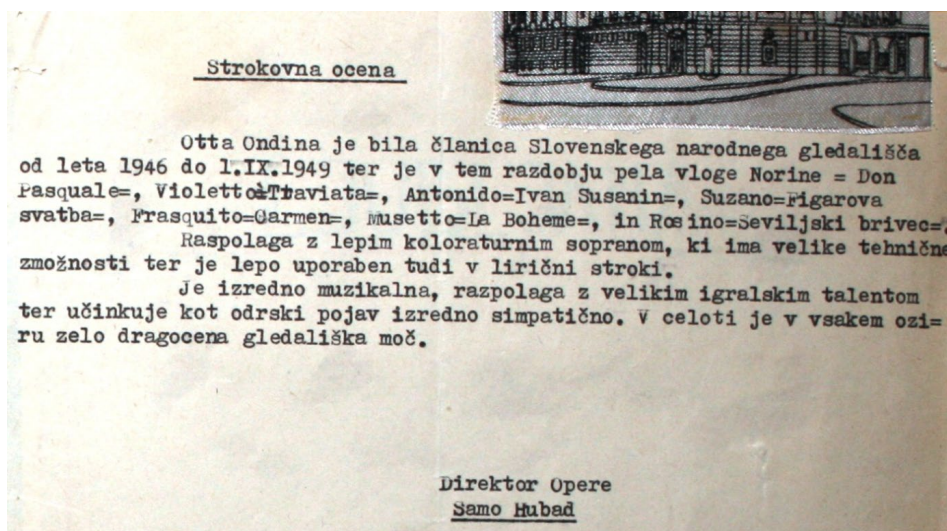 Strokovna ocena
Otta Ondina je bila članica Slovenskega narodnega gledališča
od leta 1946 do 1.IX.1949 ter je v tem razdobju pela vloge Norine = Don
Pasquale=, Violetto=Traviata=, Antonido=Ivan Susanin=, Suzano=Figarova
svatba=, Frasquito=Carmen=, Musetto=La Boheme=, in Rosino=Seviljski brivec=.
Raspolaga z lepim koloraturnim sopranom, ki ima velike tehnične
zmožnosti ter je lepo uporaben tudi v lirični stroki.
Je izredno muzikalna, razpolaga z velikim igralskim talentom
ter učinkuje kot odrski pojav izredno simpatično. V celoti je v vsakem ozi=
ru zelo dragocena gledališka moč.
Direktor Opere
Samo Hubad